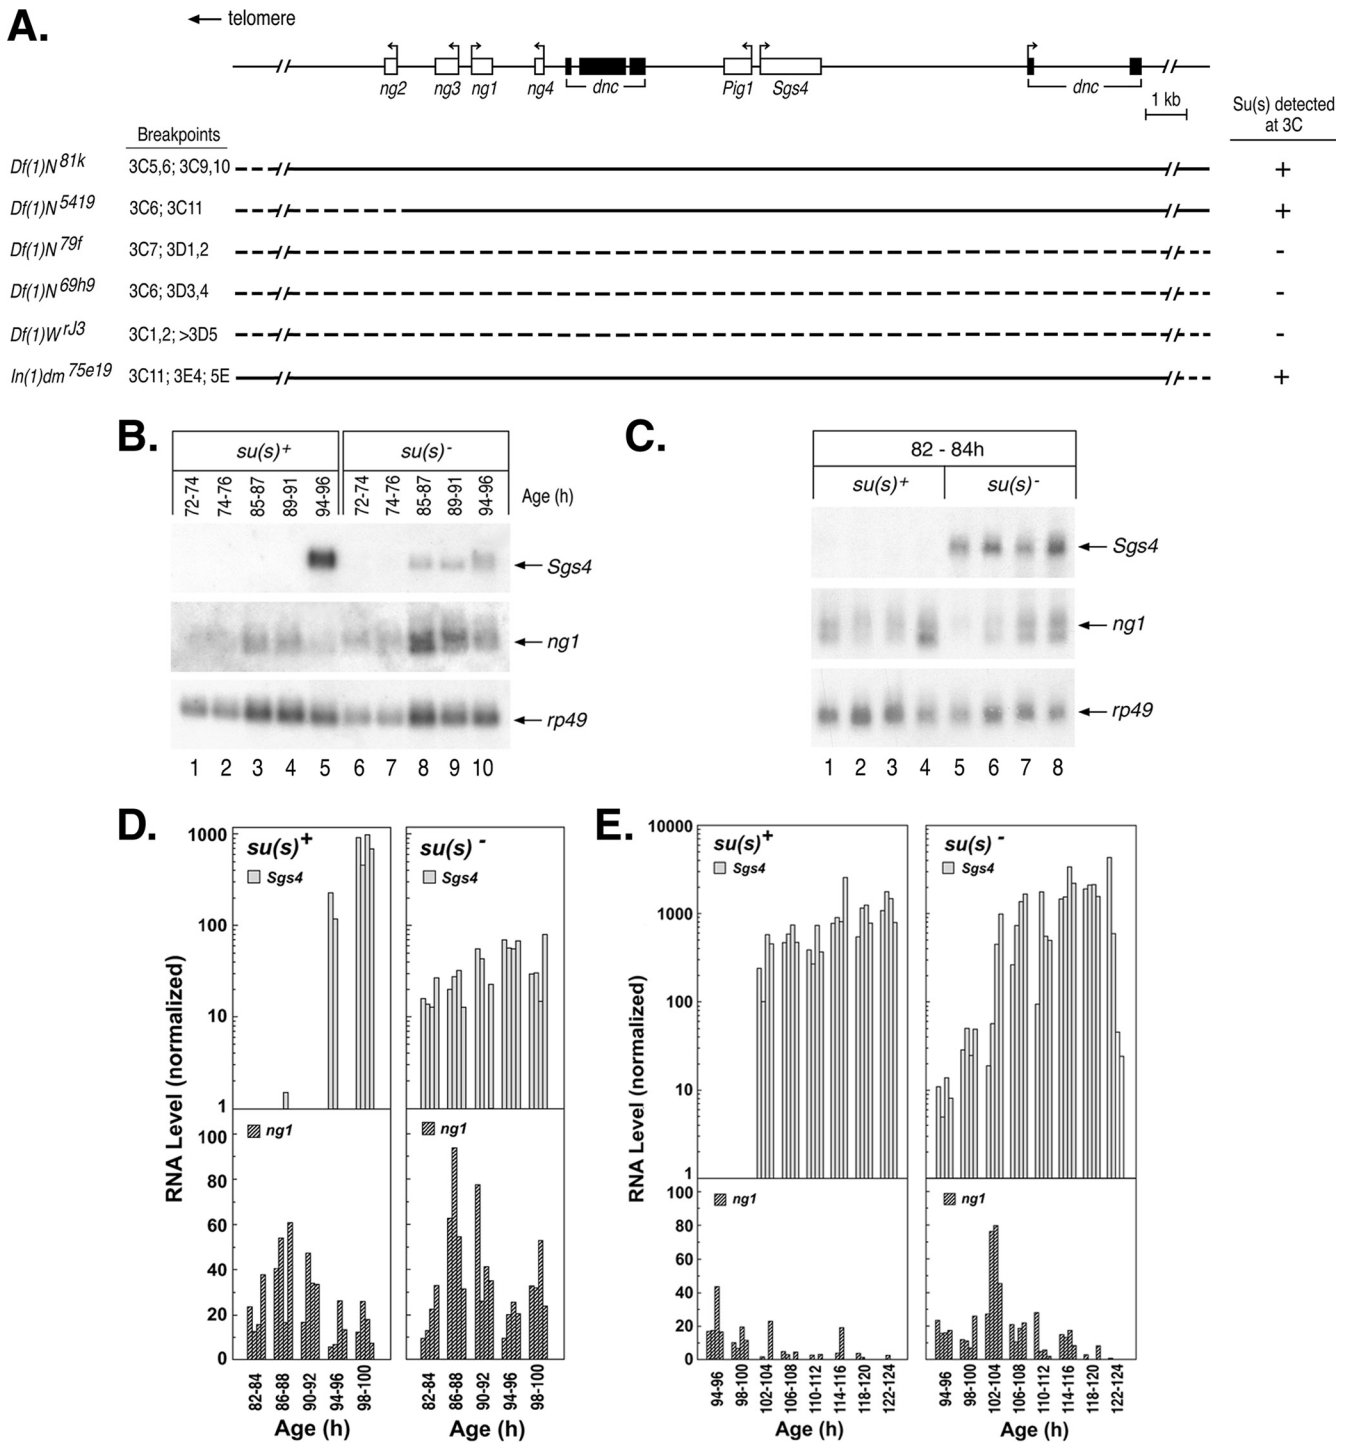 A.
telomere
ng2 ng3 ng1 ng4 dnc Pig1 Sgs4 dnc
1 kb
Su(s) detected
at 3C
Breakpoints
Df(1)N 81k 3C5,6; 3C9,10 +
Df(1)N 5419 3C6; 3C11 +
Df(1)N 79f 3C7; 3D1,2 -
Df(1)N 69h9 3C6; 3D3,4 -
Df(1)W rJ3 3C1,2; >3D5 -
In(1)dm 75e19 3C11; 3E4; 5E +
B.
su(s)+ su(s)-
72-74 74-76 85-87 89-91 94-96 72-74 74-76 85-87 89-91 94-96 Age (h)
Sgs4
ng1
rp49
1 2 3 4 5 6 7 8 9 10
C.
82 - 84h
su(s)+ su(s)-
Sgs4
ng1
rp49
1 2 3 4 5 6 7 8
D.
RNA Level (normalized)
1000
100
10
1
100
80
60
40
20
0
su(s)+
Sgs4
ng1
su(s) -
Sgs4
ng1
82-84 86-88 90-92 94-96 98-100
Age (h)
82-84 86-88 90-92 94-96 98-100
Age (h)
E.
RNA Level (normalized)
10000
1000
100
10
1
100
80
60
40
20
0
su(s)+
Sgs4
ng1
su(s) -
Sgs4
ng1
94-96 98-100 102-104 106-108 110-112 114-116 118-120 122-124
Age (h)
94-96 98-100 102-104 106-108 110-112 114-116 118-120 122-124
Age (h)